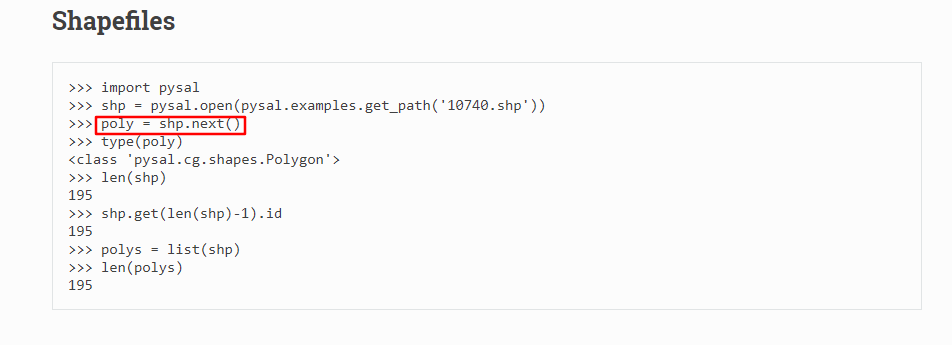 Shapefiles
>>> import pysal
>>> shp = pysal.open(pysal.examples.get_path('10740.shp'))
>>> poly = shp.next()
>>> type(poly)
<class 'pysal.cg.shapes.Polygon'>
>>> len(shp)
195
>>> shp.get(len(shp)-1).id
195
>>> polys = list(shp)
>>> len(polys)
195